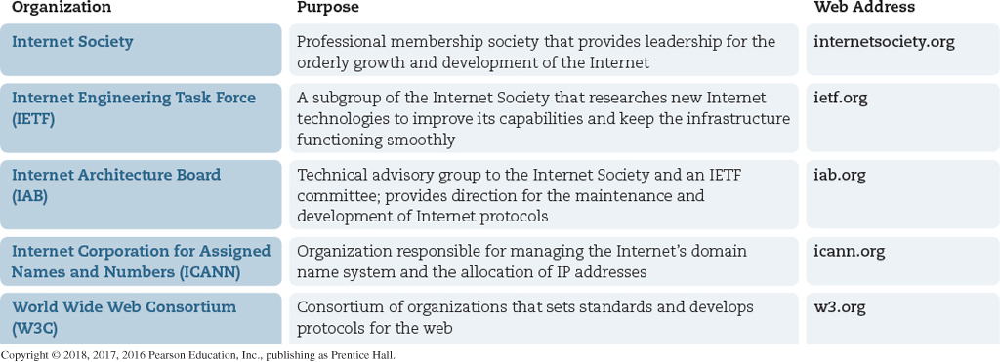 Organization Purpose Web Address
Internet Society
Professional membership society that provides leadership for the
orderly growth and development of the Internet
internetsociety.org
Internet Engineering Task Force
(IETF)
A subgroup of the Internet Society that researches new Internet
technologies to improve its capabilities and keep the infrastructure
functioning smoothly
ietf.org
Internet Architecture Board
(IAB)
Technical advisory group to the Internet Society and an IETF
committee; provides direction for the maintenance and
development of Internet protocols
iab.org
Internet Corporation for Assigned
Names and Numbers (ICANN)
Organization responsible for managing the Internet's domain
name system and the allocation of IP addresses
icann.org
World Wide Web Consortium
(W3C)
Consortium of organizations that sets standards and develops
protocols for the web
w3.org
Copyright © 2018, 2017, 2016 Pearson Education, Inc., publishing as Prentice Hall.